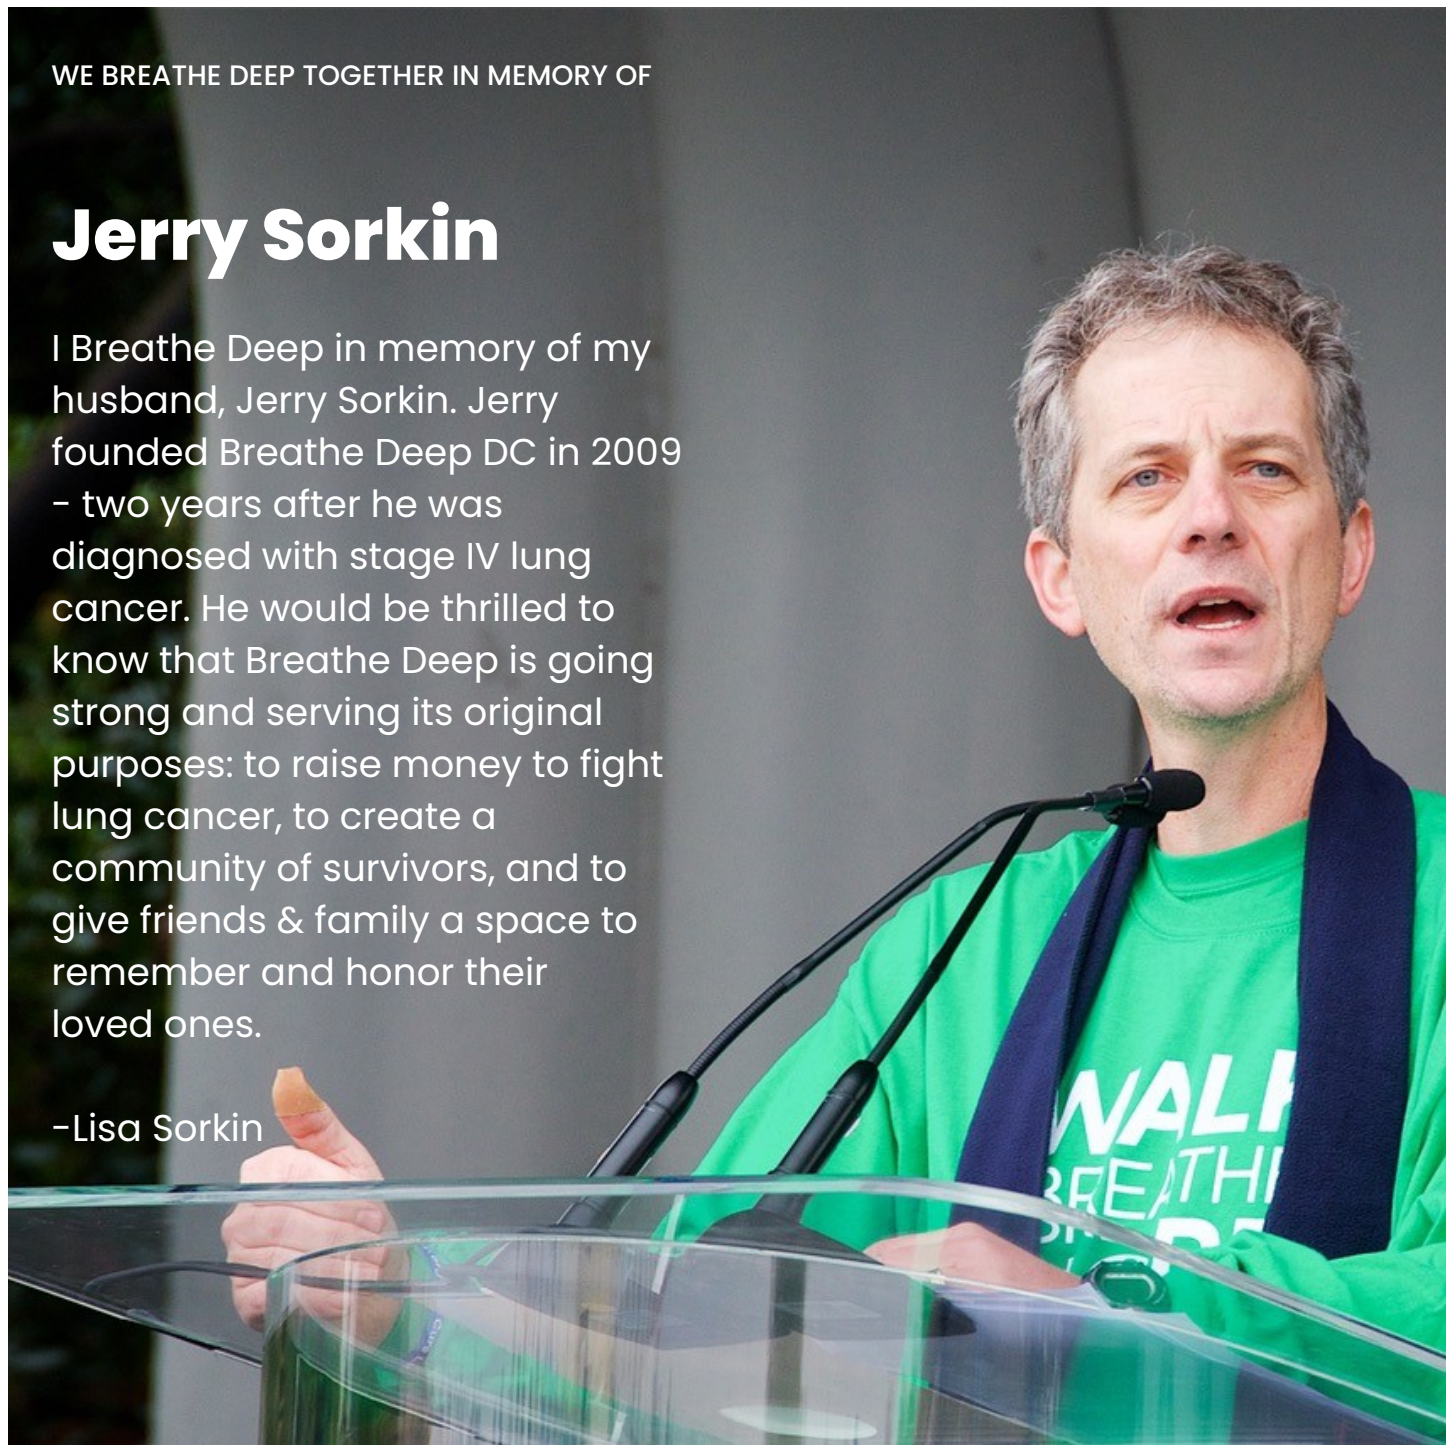 WE BREATHE DEEP TOGETHER IN MEMORY OF
Jerry Sorkin
I Breathe Deep in memory of my
husband, Jerry Sorkin. Jerry
founded Breathe Deep DC in 2009
- two years after he was
diagnosed with stage IV lung
cancer. He would be thrilled to
know that Breathe Deep is going
strong and serving its original
purposes: to raise money to fight
lung cancer, to create a
community of survivors, and to
give friends & family a space to
remember and honor their
loved ones.
-Lisa Sorkin
WALK
BREATHE